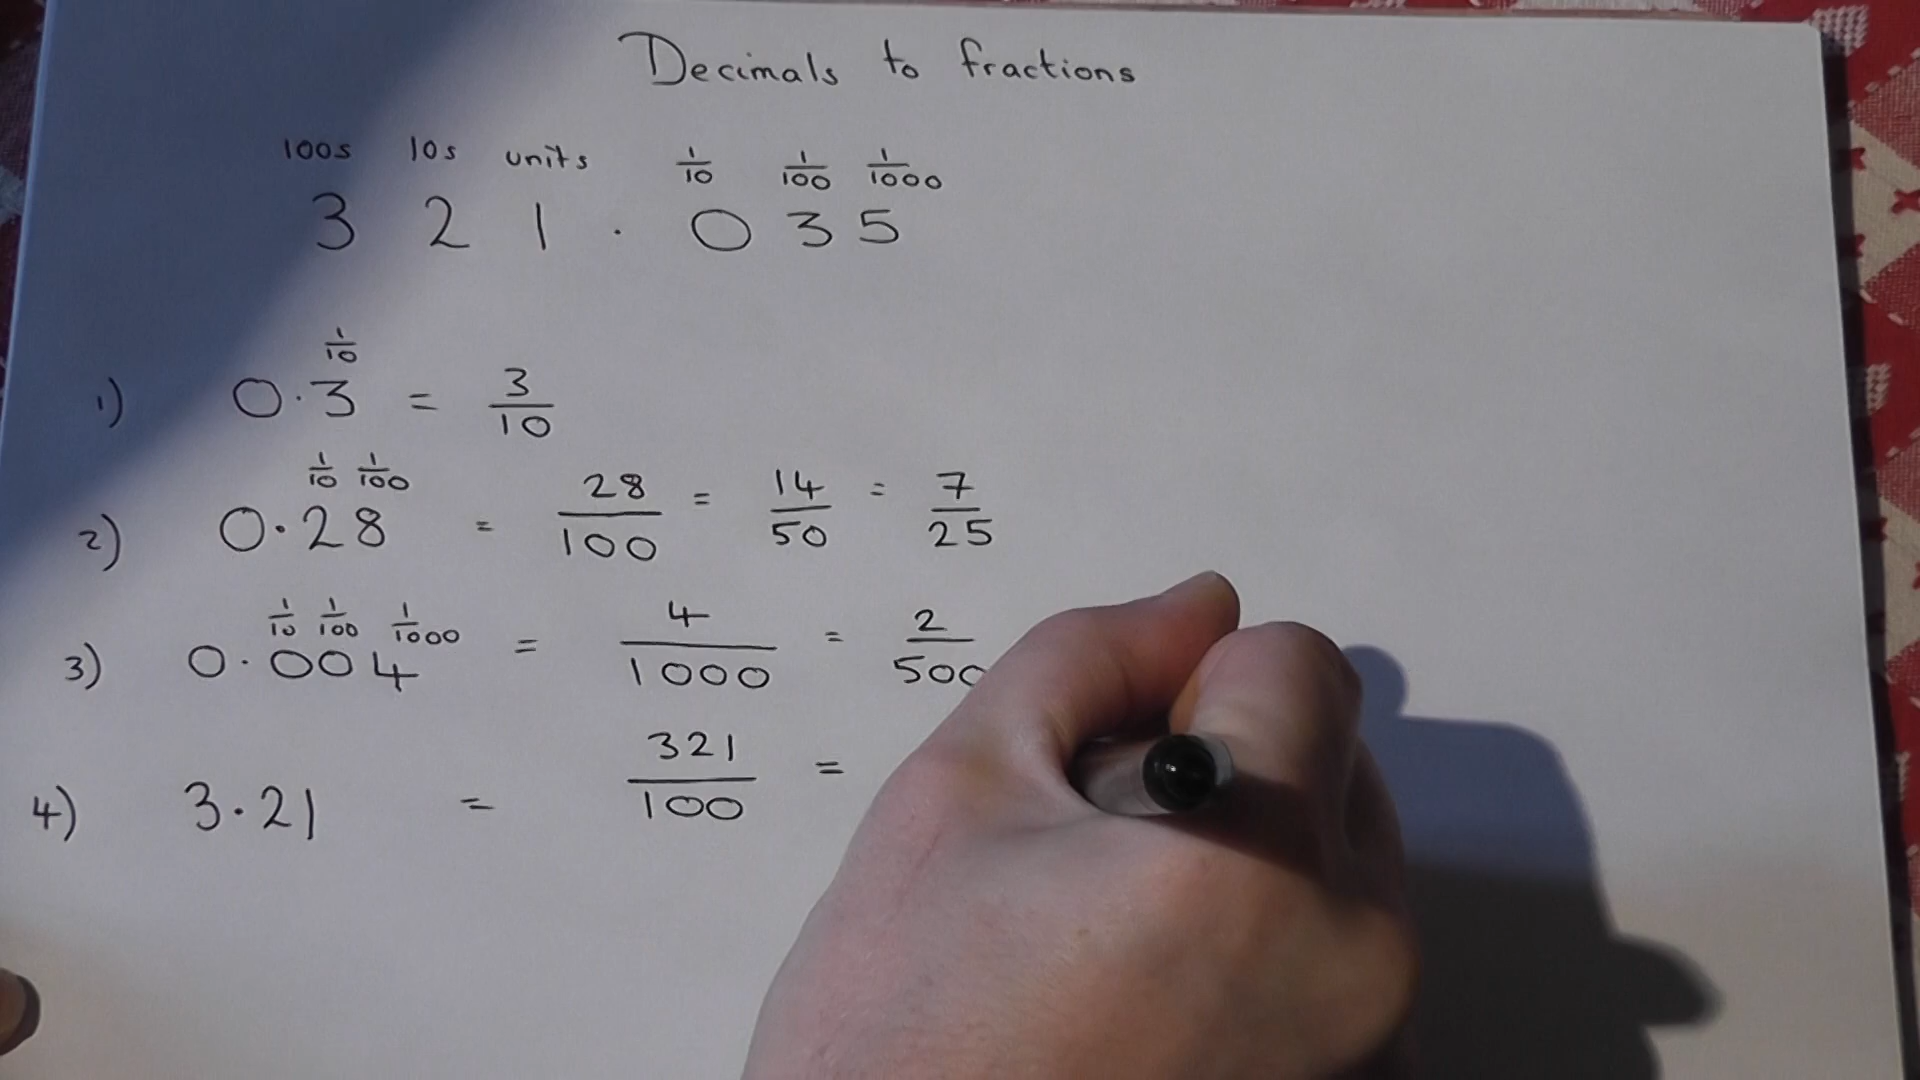 Decimals to fractions
100s 10s units 1/10 1/100 1/1000
3 2 1 . 0 3 5
1/10
1) 0.3 = 3/10
1/10 1/100
2) 0.28 = 28/100 = 14/50 = 7/25
1/10 1/100 1/1000
3) 0.004 = 4/1000 = 2/500
4) 3.21 = 321/100 =